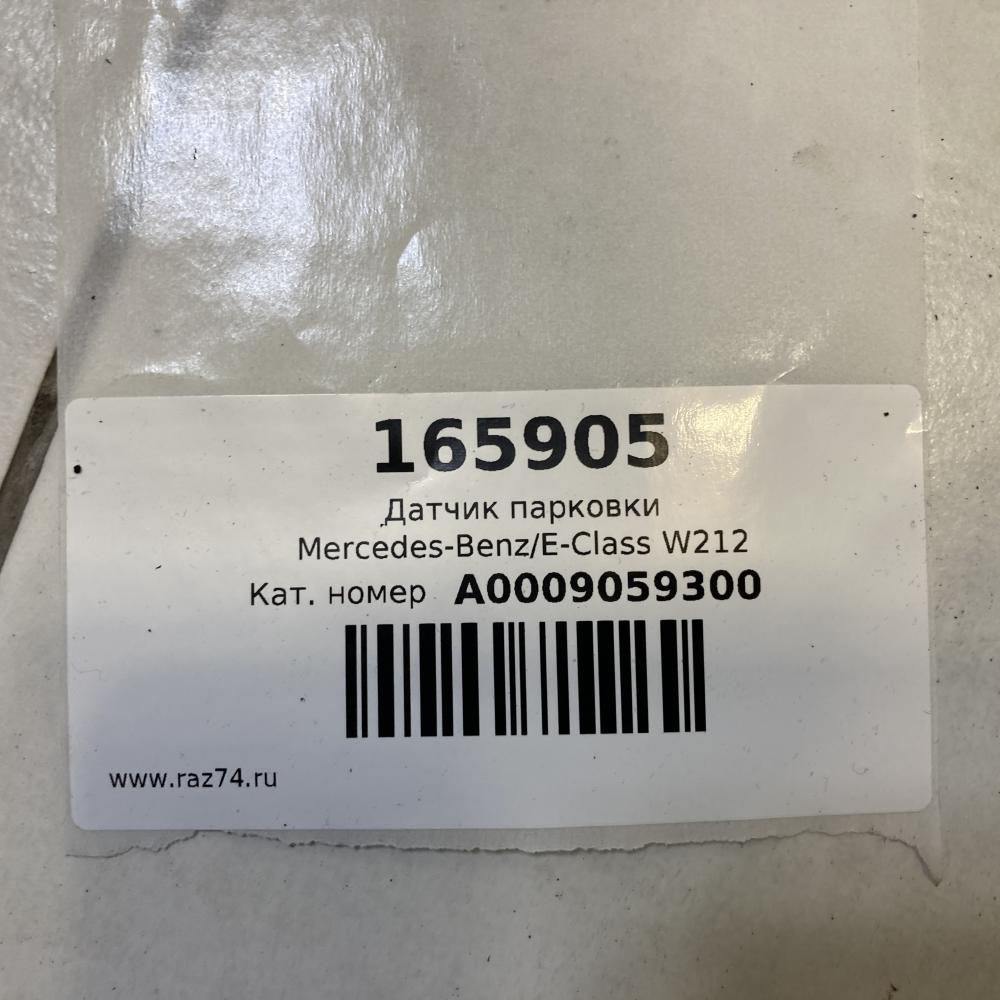 165905
Датчик парковки
Mercedes-Benz/E-Class W212
Кат. номер A0009059300
www.raz74.ru